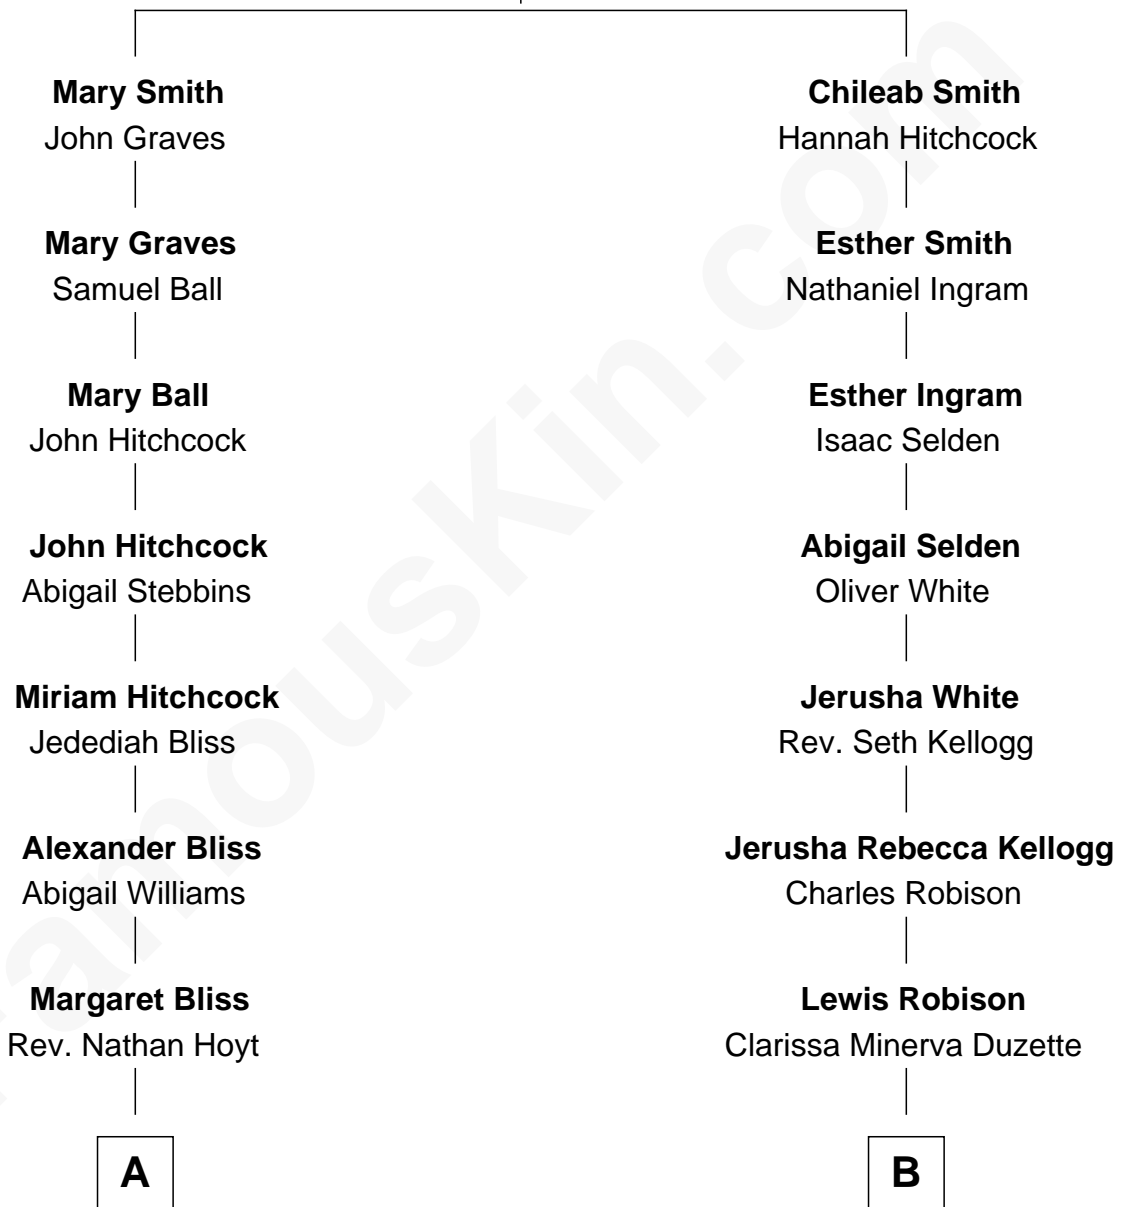 Mary Smith
John Graves
Chileab Smith
Hannah Hitchcock
Mary Graves
Samuel Ball
Esther Smith
Nathaniel Ingram
Mary Ball
John Hitchcock
Esther Ingram
Isaac Selden
John Hitchcock
Abigail Stebbins
Abigail Selden
Oliver White
Miriam Hitchcock
Jedediah Bliss
Jerusha White
Rev. Seth Kellogg
Alexander Bliss
Abigail Williams
Jerusha Rebecca Kellogg
Charles Robison
Margaret Bliss
Rev. Nathan Hoyt
Lewis Robison
Clarissa Minerva Duzette
A
B
FamousKin.com